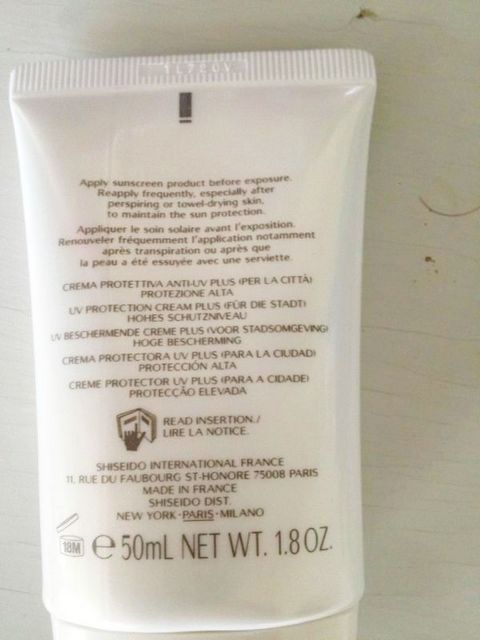 Apply sunscreen product before exposure.
Reapply frequently, especially after
perspiring or towel-drying skin,
to maintain the sun protection.
Appliquer le soin solaire avant l'exposition.
Renouveler fréquemment l'application notamment
après transpiration ou après que
la peau a été essuyée avec une serviette.
CREMA PROTETTIVA ANTI-UV PLUS (PER LA CITTÀ)
PROTEZIONE ALTA
UV PROTECTION CREAM PLUS (FÜR DIE STADT)
HOHES SCHUTZNIVEAU
UV BESCHERMENDE CREME PLUS (VOOR STADSOMGEVING)
HOGE BESCHERMING
CREMA PROTECTORA UV PLUS (PARA LA CIUDAD)
PROTECCIÓN ALTA
CREME PROTECTOR UV PLUS (PARA A CIDADE)
PROTECÇÃO ELEVADA
READ INSERTION./
LIRE LA NOTICE.
SHISEIDO INTERNATIONAL FRANCE
11, RUE DU FAUBOURG ST-HONORE 75008 PARIS
MADE IN FRANCE
SHISEIDO DIST.
NEW YORK-PARIS-MILANO
18M e 50mL NET WT. 1.8 OZ.